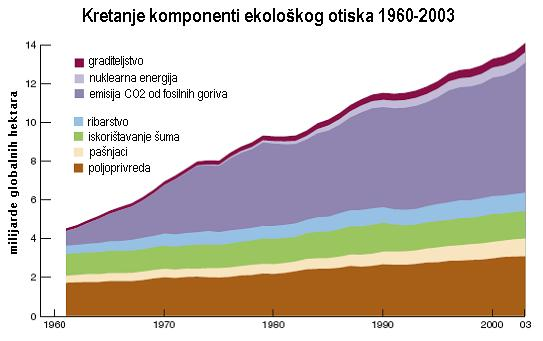 Kretanje komponenti ekološkog otiska 1960-2003
milijarde globalnih hektara
14
12
10
8
6
4
2
0
graditeljstvo
nuklearna energija
emisija CO2 od fosilnih goriva
ribarstvo
iskorištavanje šuma
pašnjaci
poljoprivreda
1960 1970 1980 1990 2000 03